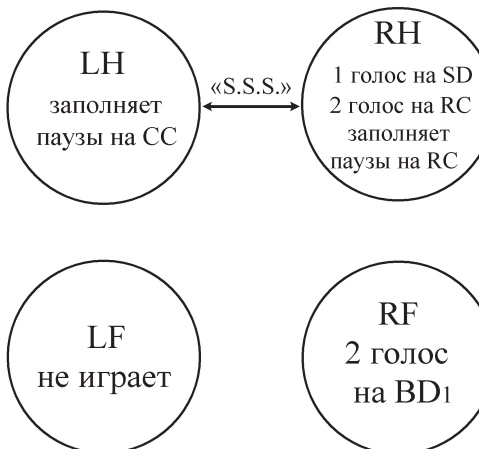 LH
заполняет
паузы на CC
«S.S.S.»
RH
1 голос на SD
2 голос на RC
заполняет
паузы на RC
LF
не играет
RF
2 голос
на BD1